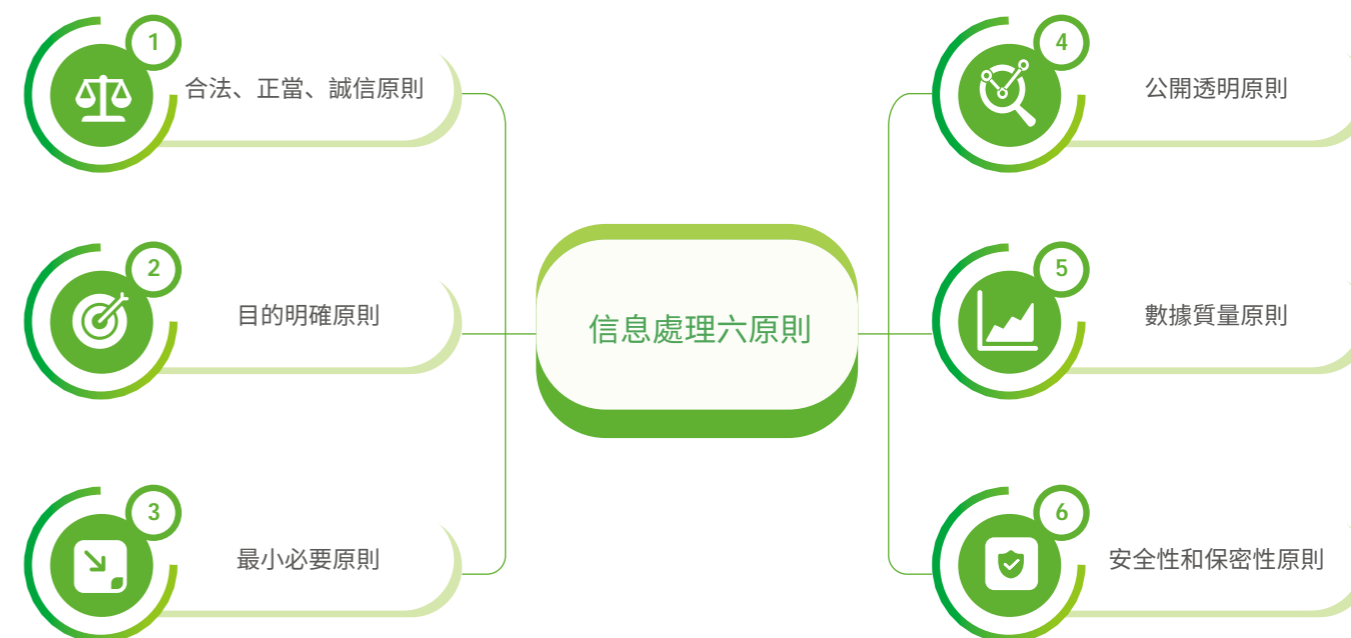 1
合法、正當、誠信原則
2
目的明確原則
3
最小必要原則
信息處理六原則
4
公開透明原則
5
數據質量原則
6
安全性和保密性原則